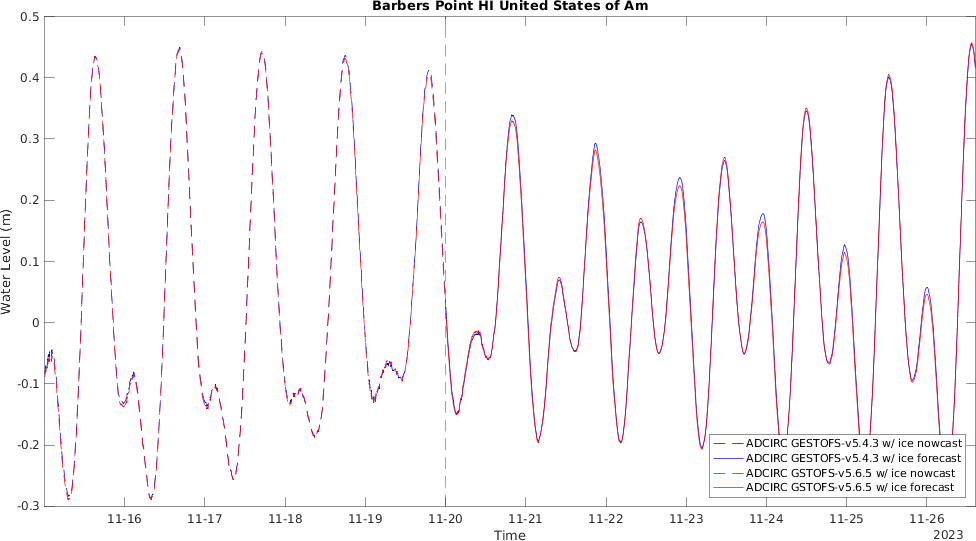 Barbers Point HI United States of Am
0.5
0.4
0.3
0.2
0.1
0
-0.1
-0.2
-0.3
Water Level (m)
ADCIRC GESTOFS-v5.4.3 w/ ice nowcast
ADCIRC GESTOFS-v5.4.3 w/ ice forecast
ADCIRC GSTOFS-v5.6.5 w/ ice nowcast
ADCIRC GSTOFS-v5.6.5 w/ ice forecast
11-16 11-17 11-18 11-19 11-20 11-21 11-22 11-23 11-24 11-25 11-26
Time
2023